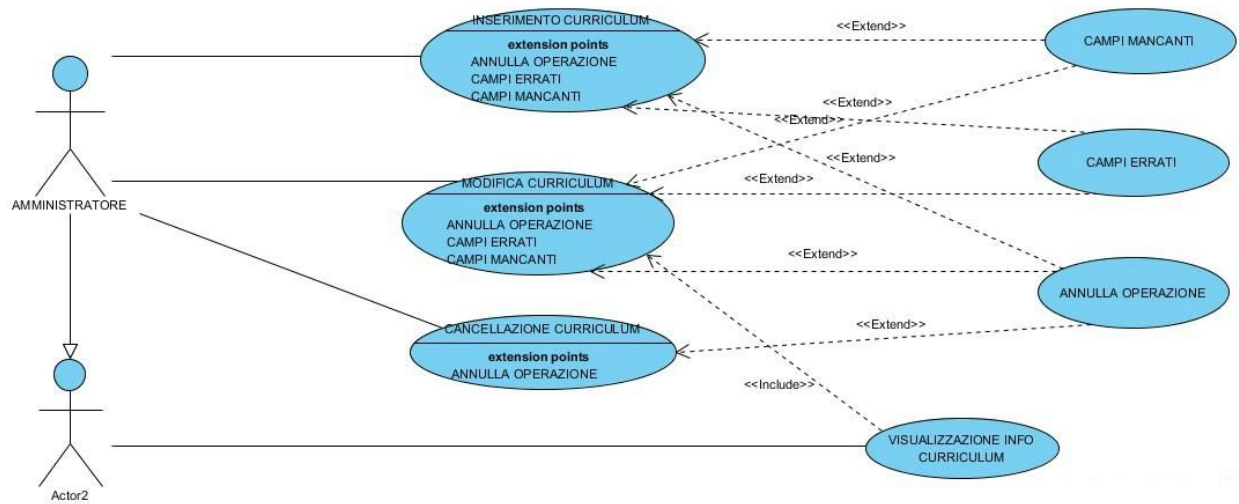 INSERIMENTO CURRICULUM
extension points
ANNULLA OPERAZIONE
CAMPI ERRATI
CAMPI MANCANTI
<<Extend>>
CAMPI MANCANTI
<<Extend>>
<<Extend>>
<<Extend>>
CAMPI ERRATI
AMMINISTRATORE
MODIFICA CURRICULUM
extension points
ANNULLA OPERAZIONE
CAMPI ERRATI
CAMPI MANCANTI
<<Extend>>
<<Extend>>
ANNULLA OPERAZIONE
CANCELLAZIONE CURRICULUM
extension points
ANNULLA OPERAZIONE
<<Extend>>
<<Include>>
VISUALIZZAZIONE INFO
CURRICULUM
Actor2